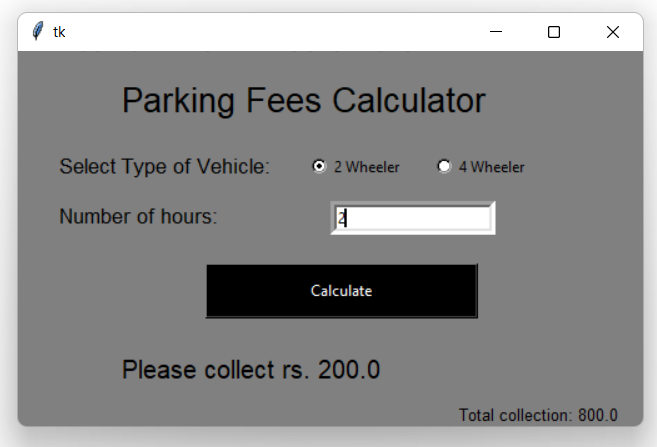 tk
Parking Fees Calculator
Select Type of Vehicle: 2 Wheeler 4 Wheeler
Number of hours: 2
Calculate
Please collect rs. 200.0
Total collection: 800.0